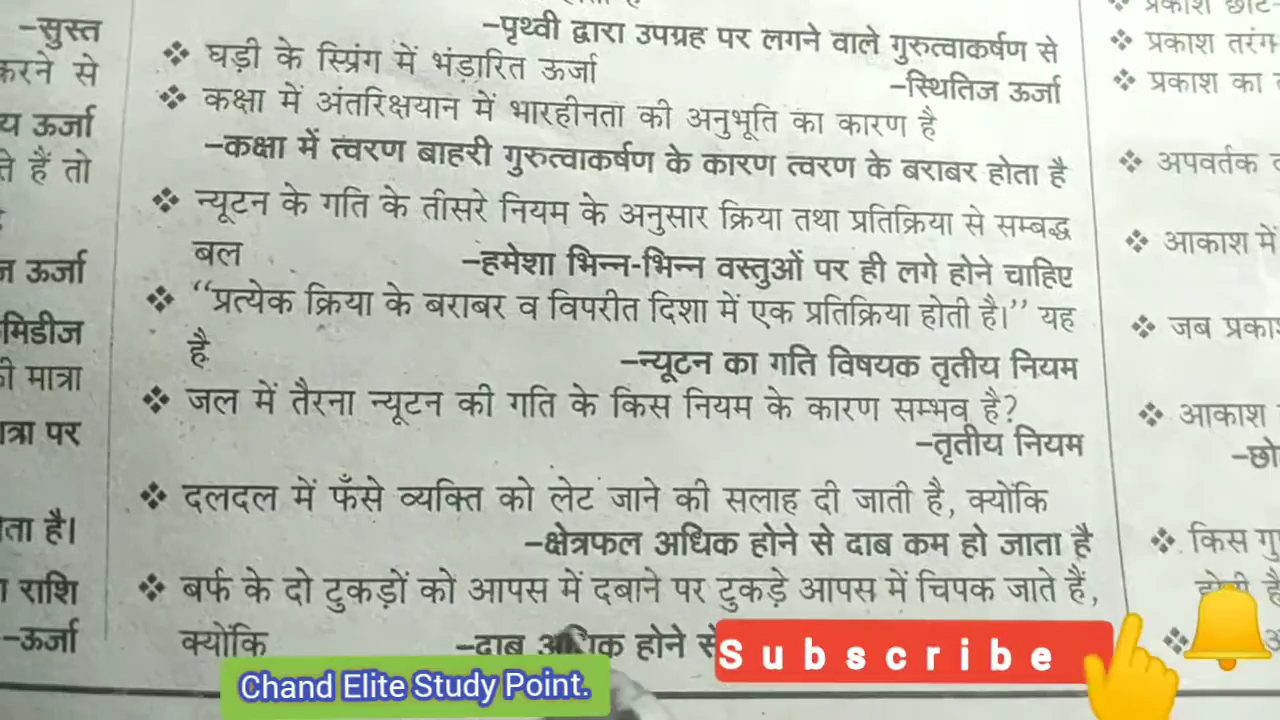 –सुस्त
करने से
य ऊर्जा
ते हैं तो
ऊर्जा
मिडीज
मात्रा
त्रा पर
ता है।
राशि
–ऊर्जा
–पृथ्वी द्वारा उपग्रह पर लगने वाले गुरुत्वाकर्षण से
❖ घड़ी के स्प्रिंग में भंड़ारित ऊर्जा
–स्थितिज ऊर्जा
❖ कक्षा में अंतरिक्षयान में भारहीनता की अनुभूति का कारण है
–कक्षा में त्वरण बाहरी गुरुत्वाकर्षण के कारण त्वरण के बराबर होता है
❖ न्यूटन के गति के तीसरे नियम के अनुसार क्रिया तथा प्रतिक्रिया से सम्बद्ध
बल –हमेशा भिन्न-भिन्न वस्तुओं पर ही लगे होने चाहिए
❖ ‘‘प्रत्येक क्रिया के बराबर व विपरीत दिशा में एक प्रतिक्रिया होती है।’’ यह
है –न्यूटन का गति विषयक तृतीय नियम
❖ जल में तैरना न्यूटन की गति के किस नियम के कारण सम्भव है?
–तृतीय नियम
❖ दलदल में फँसे व्यक्ति को लेट जाने की सलाह दी जाती है, क्योंकि
–क्षेत्रफल अधिक होने से दाब कम हो जाता है
❖ बर्फ के दो टुकड़ों को आपस में दबाने पर टुकड़े आपस में चिपक जाते हैं,
क्योंकि –दाब अधिक होने से
❖ प्रकाश
❖ प्रकाश तरंग
❖ प्रकाश का
❖ अपवर्तक
❖ आकाश में
❖ जब प्रका
❖ आकाश
–छो
❖ किस गु
Subscribe
Chand Elite Study Point.